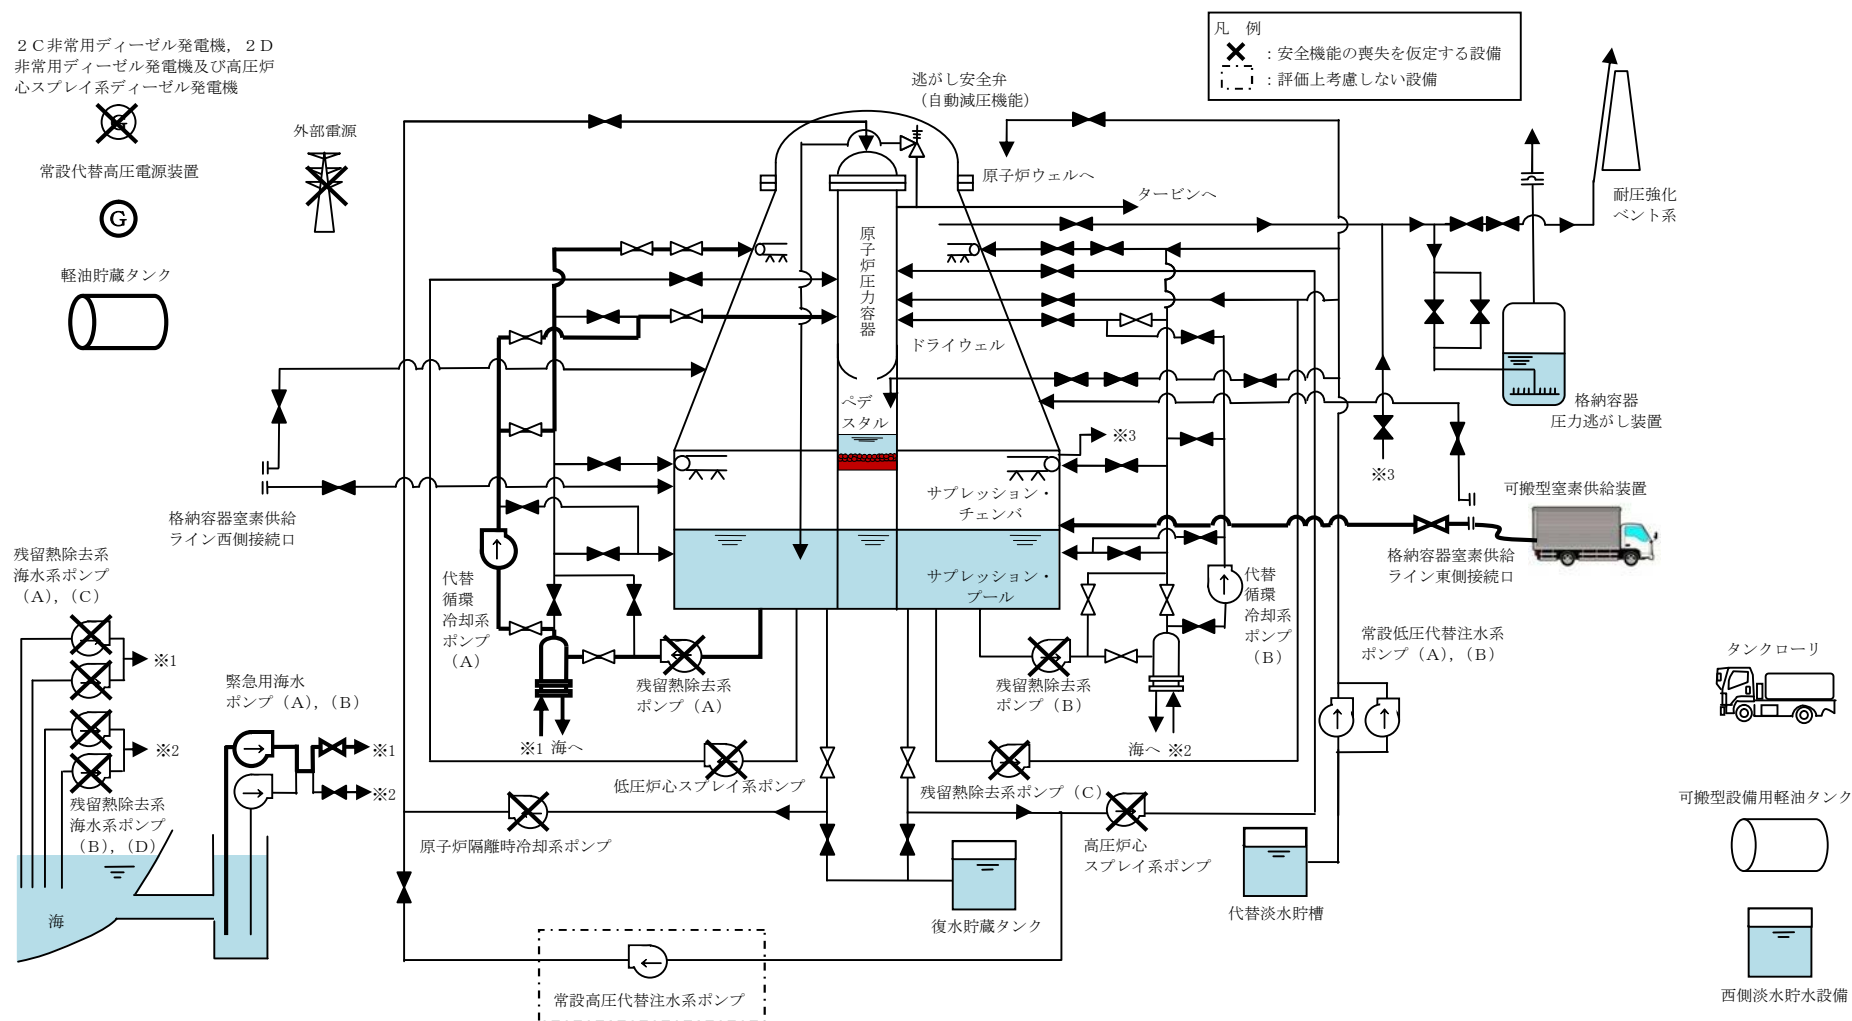 ２Ｃ非常用ディーゼル発電機，２Ｄ
非常用ディーゼル発電機及び高圧炉
心スプレイ系ディーゼル発電機
G
常設代替高圧電源装置
G
軽油貯蔵タンク
外部電源
逃がし安全弁
（自動減圧機能）
凡　例
：安全機能の喪失を仮定する設備
：評価上考慮しない設備
原子炉ウェルへ
タービンへ
耐圧強化
ベント系
原子炉圧力容器
ドライウェル
ペデ
スタル
※3
※3
格納容器
圧力逃がし装置
サプレッション・
チェンバ
サプレッション・
プール
可搬型窒素供給装置
格納容器窒素供給
ライン西側接続口
格納容器窒素供給
ライン東側接続口
残留熱除去系
海水系ポンプ
（A），（C）
※1
※2
残留熱除去系
海水系ポンプ
（B），（D）
海
緊急用海水
ポンプ（A），（B）
※1
※2
代替
循環
冷却系
ポンプ
（A）
残留熱除去系
ポンプ（A）
※1 海へ
残留熱除去系
ポンプ（B）
海へ ※2
代替
循環
冷却系
ポンプ
（B）
常設低圧代替注水系
ポンプ（A），（B）
タンクローリ
低圧炉心スプレイ系ポンプ
残留熱除去系ポンプ（C）
原子炉隔離時冷却系ポンプ
高圧炉心
スプレイ系ポンプ
可搬型設備用軽油タンク
復水貯蔵タンク
代替淡水貯槽
常設高圧代替注水系ポンプ
西側淡水貯水設備